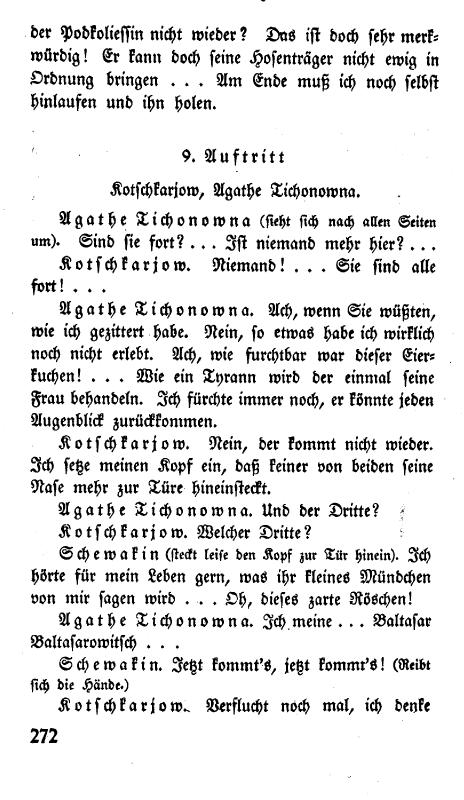 der Podkoliessin nicht wieder? Das ist doch sehr merk-
würdig! Er kann doch seine Hosenträger nicht ewig in
Ordnung bringen . . . Am Ende muß ich noch selbst
hinlaufen und ihn holen.
9. Auftritt
Kotschkarjow, Agathe Tichonowna.
Agathe Tichonowna (sieht sich nach allen Seiten
um). Sind sie fort? . . . Ist niemand mehr hier? . . .
Kotschkarjow. Niemand! . . . Sie sind alle
fort! . . .
Agathe Tichonowna. Ach, wenn Sie wüßten,
wie ich gezittert habe. Nein, so etwas habe ich wirklich
noch nicht erlebt. Ach, wie furchtbar war dieser Eier-
kuchen! . . . Wie ein Tyrann wird der einmal seine
Frau behandeln. Ich fürchte immer noch, er könnte jeden
Augenblick zurückkommen.
Kotschkarjow. Nein, der kommt nicht wieder.
Ich setze meinen Kopf ein, daß keiner von beiden seine
Nase mehr zur Türe hineinsteckt.
Agathe Tichonowna. Und der Dritte?
Kotschkarjow. Welcher Dritte?
Schewakin (steckt leise den Kopf zur Tür hinein). Ich
hörte für mein Leben gern, was ihr kleines Mündchen
von mir sagen wird . . . Oh, dieses zarte Röschen!
Agathe Tichonowna. Ich meine . . . Baltasar
Baltasarowitsch . . .
Schewakin. Jetzt kommt's, jetzt kommt's! (Reibt
sich die Hände.)
Kotschkarjow. Verflucht noch mal, ich denke
272